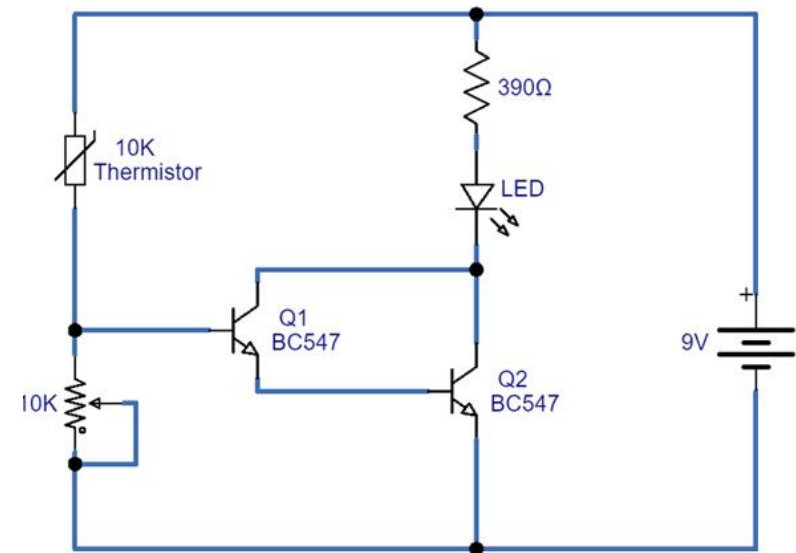 390Ω
10K
Thermistor
LED
Q1
BC547
+
9V
Q2
BC547
10K